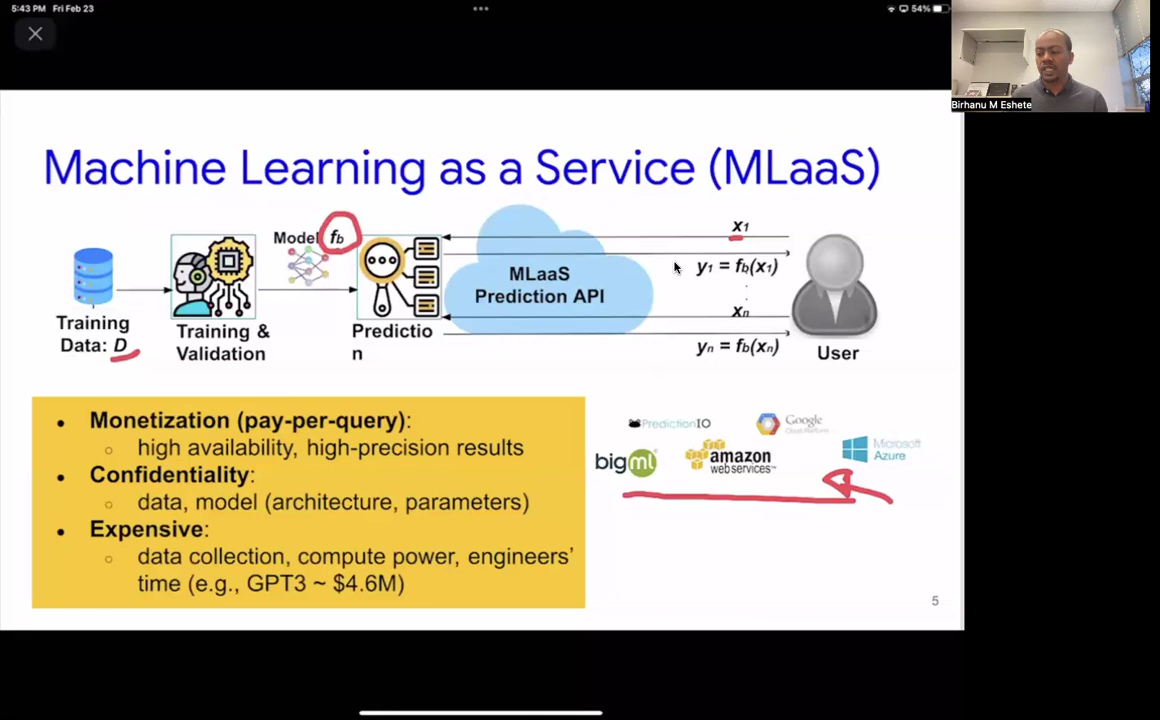 5:43 PM Fri Feb 23
54%
Birhanu M Eshete
Machine Learning as a Service (MLaaS)
Model fb
x1
MLaaS
Prediction API
y1 = fb(x1)
xn
yn = fb(xn)
Training
Data: D
Training &
Validation
Predictio
n
User
• Monetization (pay-per-query):
○ high availability, high-precision results
• Confidentiality:
○ data, model (architecture, parameters)
• Expensive:
○ data collection, compute power, engineers’
time (e.g., GPT3 ~ $4.6M)
PredictionIO
Google
Cloud Platform
bigml
amazon
webservices™
Microsoft
Azure
5